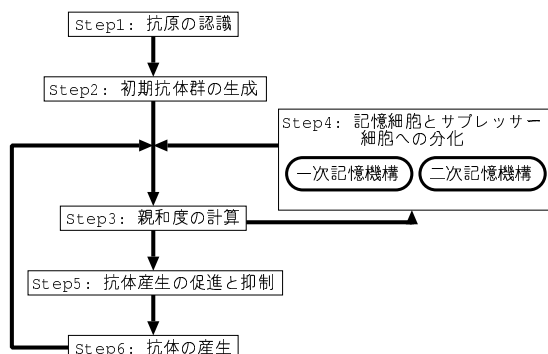 Step1: 抗原の認識
Step2: 初期抗体群の生成
Step4: 記憶細胞とサブレッサー
細胞への分化
一次記憶機構
二次記憶機構
Step3: 親和度の計算
Step5: 抗体産生の促進と抑制
Step6: 抗体の産生